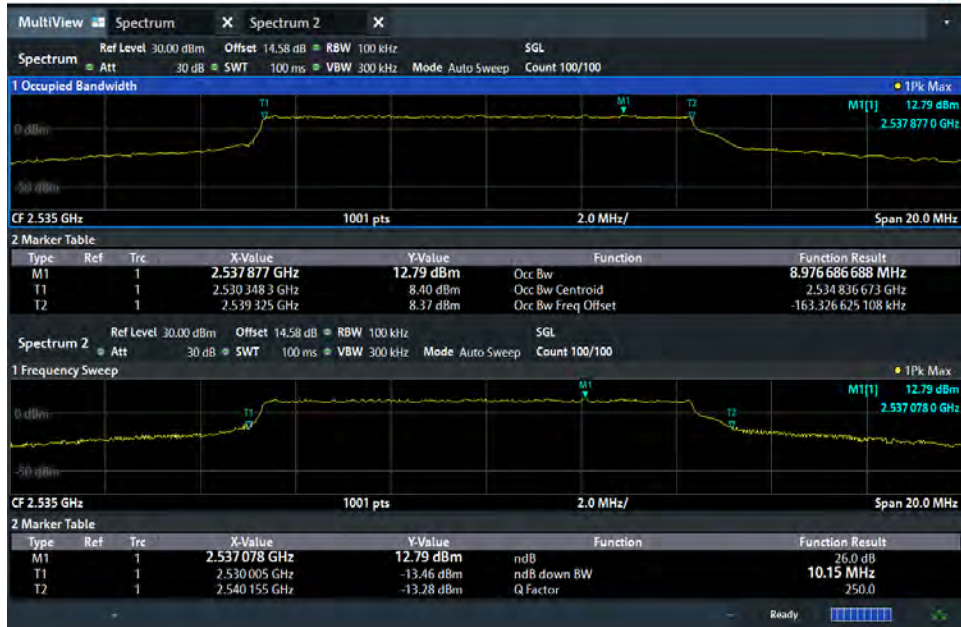 MultiView Spectrum X Spectrum 2 X
Ref Level 30.00 dBm Offset 14.58 dB RBW 100 kHz SGL
Spectrum Att 30 dB SWT 100 ms VBW 300 kHz Mode Auto Sweep Count 100/100
1 Occupied Bandwidth 1Pk Max
T1 M1 T2 M1[1] 12.79 dBm
0 dBm 2.537 877 0 GHz
-50 dBm
CF 2.535 GHz 1001 pts 2.0 MHz/ Span 20.0 MHz
2 Marker Table
Type Ref Trc X-Value Y-Value Function Function Result
M1 1 2.537 877 GHz 12.79 dBm Occ Bw 8.976 686 688 MHz
T1 1 2.530 348 3 GHz 8.40 dBm Occ Bw Centroid 2.534 836 673 GHz
T2 1 2.539 325 GHz 8.37 dBm Occ Bw Freq Offset -163.326 625 108 kHz
Ref Level 30.00 dBm Offset 14.58 dB RBW 100 kHz SGL
Spectrum 2 Att 30 dB SWT 100 ms VBW 300 kHz Mode Auto Sweep Count 100/100
1 Frequency Sweep 1Pk Max
M1 M1[1] 12.79 dBm
0 dBm T1 T2 2.537 078 0 GHz
-50 dBm
CF 2.535 GHz 1001 pts 2.0 MHz/ Span 20.0 MHz
2 Marker Table
Type Ref Trc X-Value Y-Value Function Function Result
M1 1 2.537 078 GHz 12.79 dBm ndB 26.0 dB
T1 1 2.530 005 GHz -13.46 dBm ndB down BW 10.15 MHz
T2 1 2.540 155 GHz -13.28 dBm Q Factor 250.0
Ready